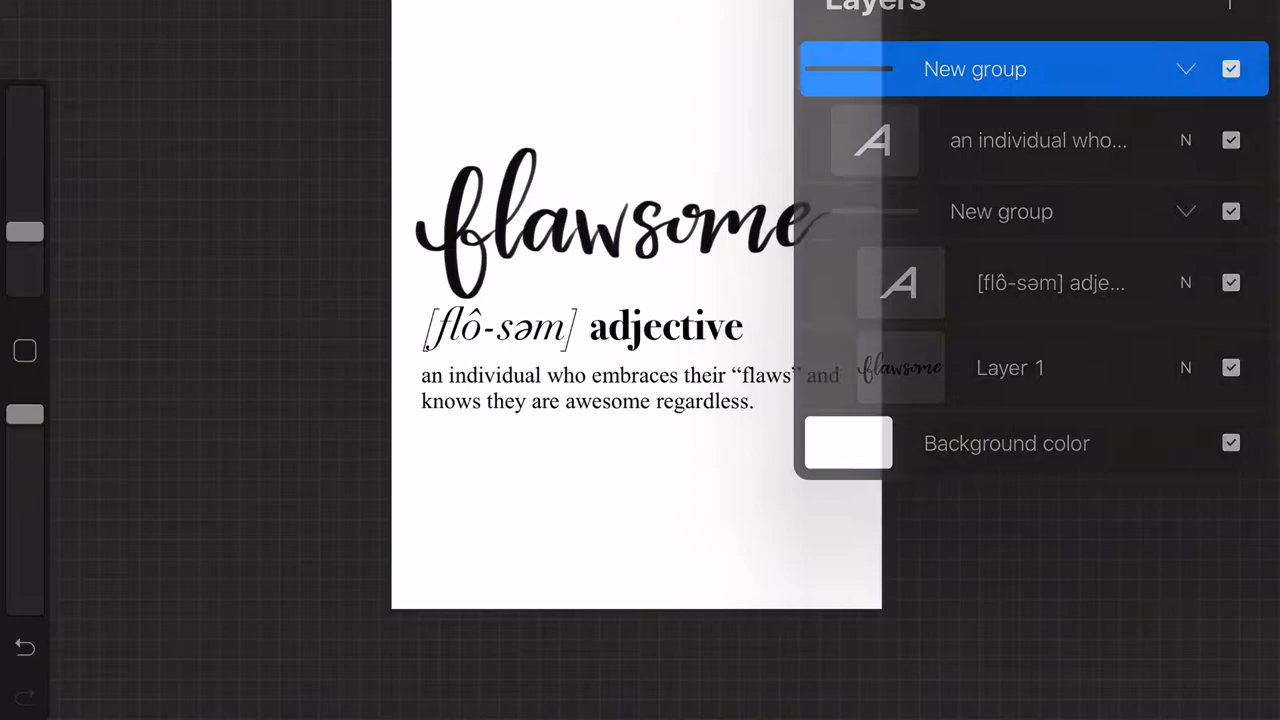 Layers
New group
an individual who...
N
New group
[flô-səm] adje...
N
flawsome
Layer 1
N
Background color
flawsome
[flô-səm] adjective
an individual who embraces their “flaws” and
knows they are awesome regardless.